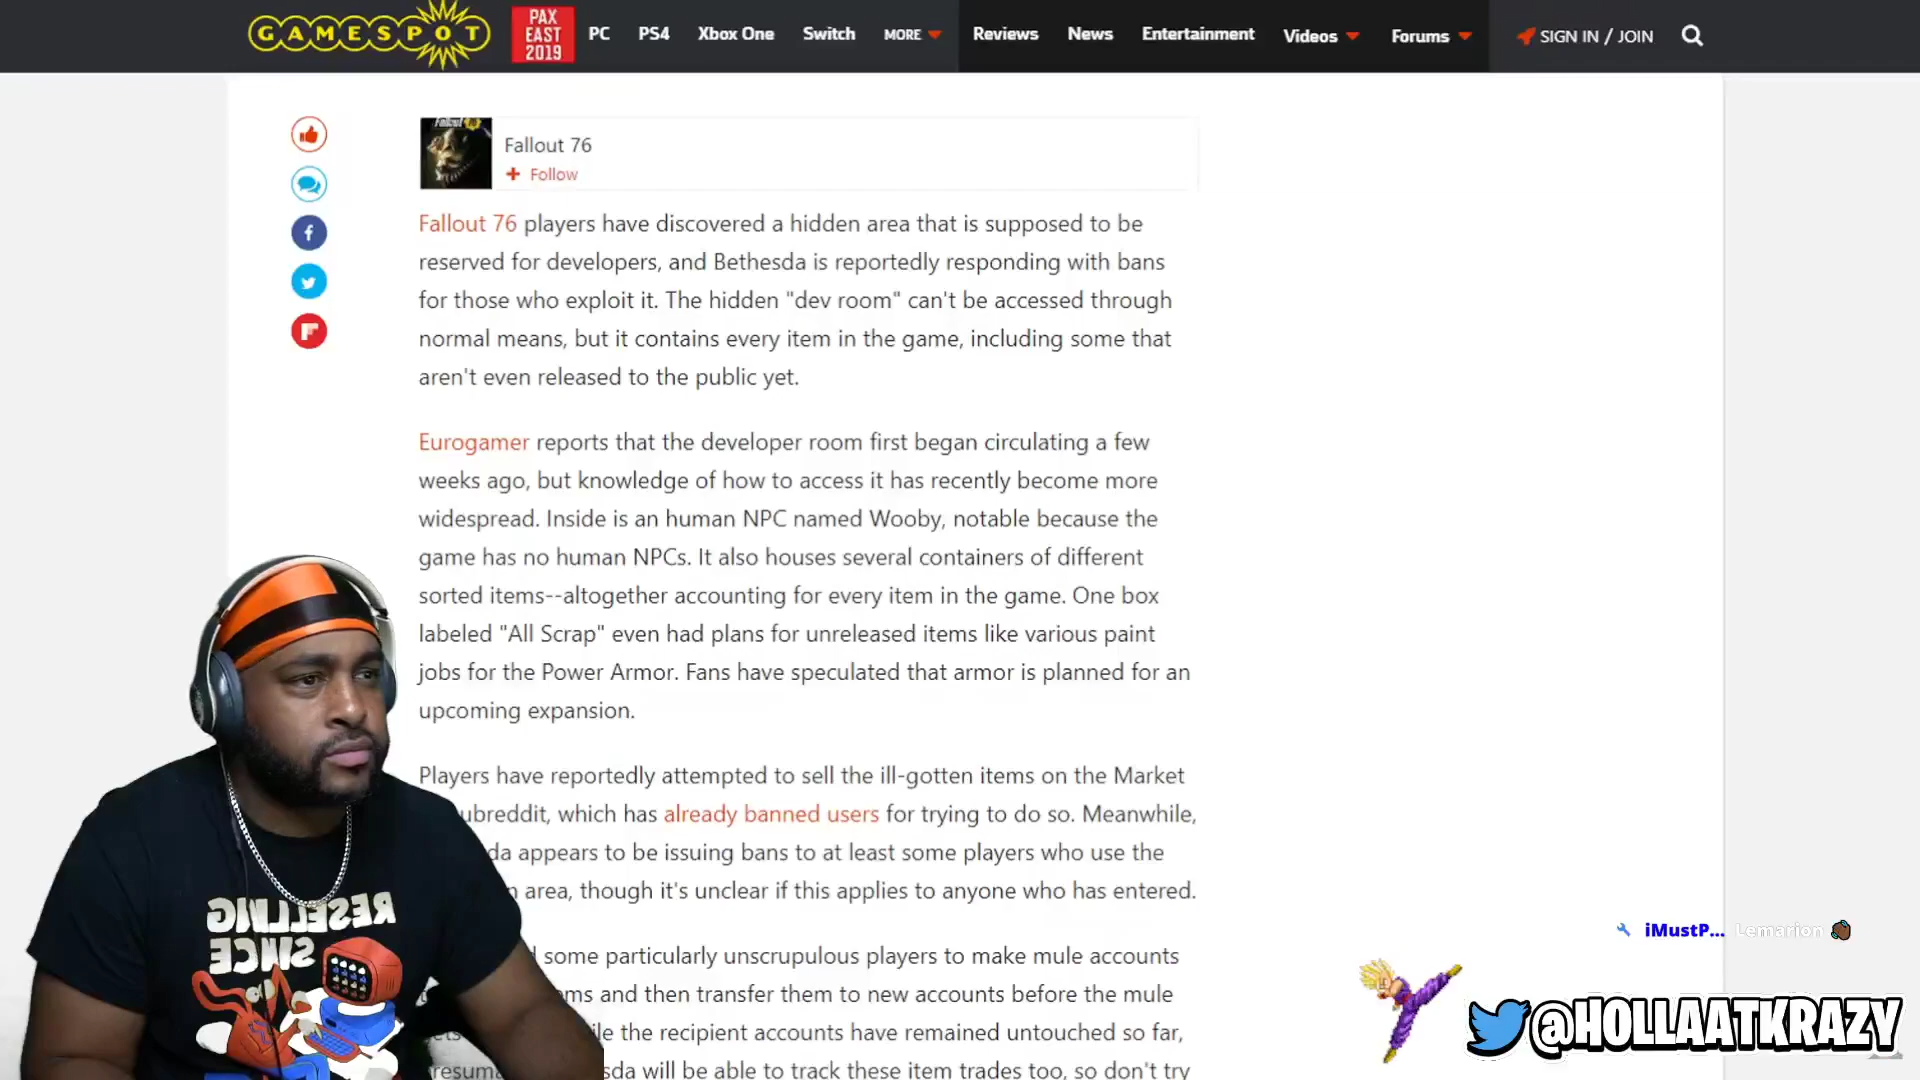 GAMESPOT
PAX
EAST
2019
PC
PS4
Xbox One
Switch
MORE
Reviews
News
Entertainment
Videos
Forums
SIGN IN / JOIN
Fallout 76
+ Follow
Fallout 76 players have discovered a hidden area that is supposed to be
reserved for developers, and Bethesda is reportedly responding with bans
for those who exploit it. The hidden "dev room" can't be accessed through
normal means, but it contains every item in the game, including some that
aren't even released to the public yet.
Eurogamer reports that the developer room first began circulating a few
weeks ago, but knowledge of how to access it has recently become more
widespread. Inside is an human NPC named Wooby, notable because the
game has no human NPCs. It also houses several containers of different
sorted items--altogether accounting for every item in the game. One box
labeled "All Scrap" even had plans for unreleased items like various paint
jobs for the Power Armor. Fans have speculated that armor is planned for an
upcoming expansion.
Players have reportedly attempted to sell the ill-gotten items on the Market
ubreddit, which has already banned users for trying to do so. Meanwhile,
da appears to be issuing bans to at least some players who use the
area, though it's unclear if this applies to anyone who has entered.
some particularly unscrupulous players to make mule accounts
ms and then transfer them to new accounts before the mule
le the recipient accounts have remained untouched so far,
resuma sda will be able to track these item trades too, so don't try
RESELLING
SINCE
iMustP... Lemarion
@HOLLAATKRAZY